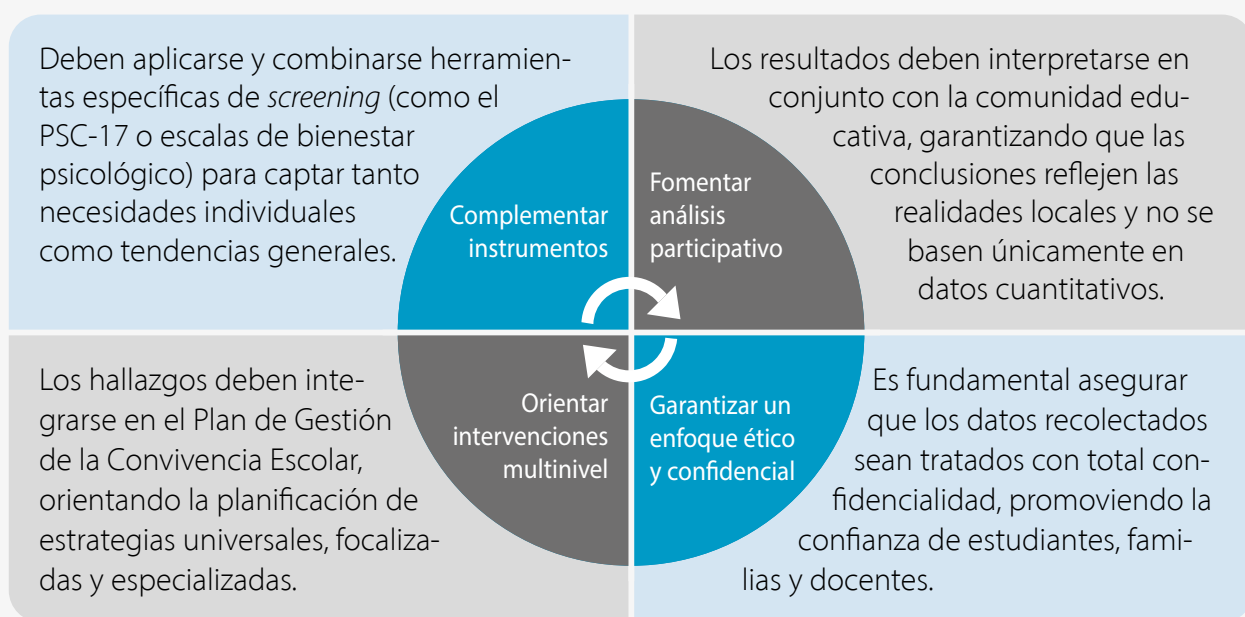 Deben aplicarse y combinarse herramien-
tas específicas de screening (como el
PSC-17 o escalas de bienestar
psicológico) para captar tanto
necesidades individuales
como tendencias generales.
Complementar
instrumentos
Fomentar
análisis
participativo
Los resultados deben interpretarse en
conjunto con la comunidad edu-
cativa, garantizando que las
conclusiones reflejen las
realidades locales y no se
basen únicamente en
datos cuantitativos.
Los hallazgos deben inte-
grarse en el Plan de Gestión
de la Convivencia Escolar,
orientando la planificación de
estrategias universales, focaliza-
das y especializadas.
Orientar
intervenciones
multinivel
Garantizar un
enfoque ético
y confidencial
Es fundamental asegurar
que los datos recolectados
sean tratados con total con-
fidencialidad, promoviendo la
confianza de estudiantes, fami-
lias y docentes.